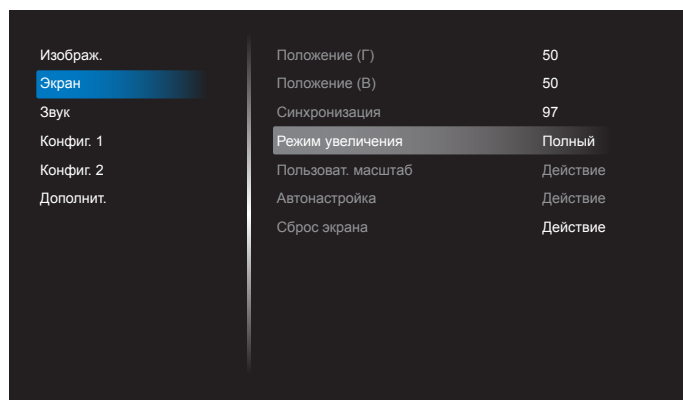 Изображ.
Экран
Звук
Конфиг. 1
Конфиг. 2
Дополнит.
Положение (Г) 50
Положение (В) 50
Синхронизация 97
Режим увеличения Полный
Пользоват. масштаб Действие
Автонастройка Действие
Сброс экрана Действие